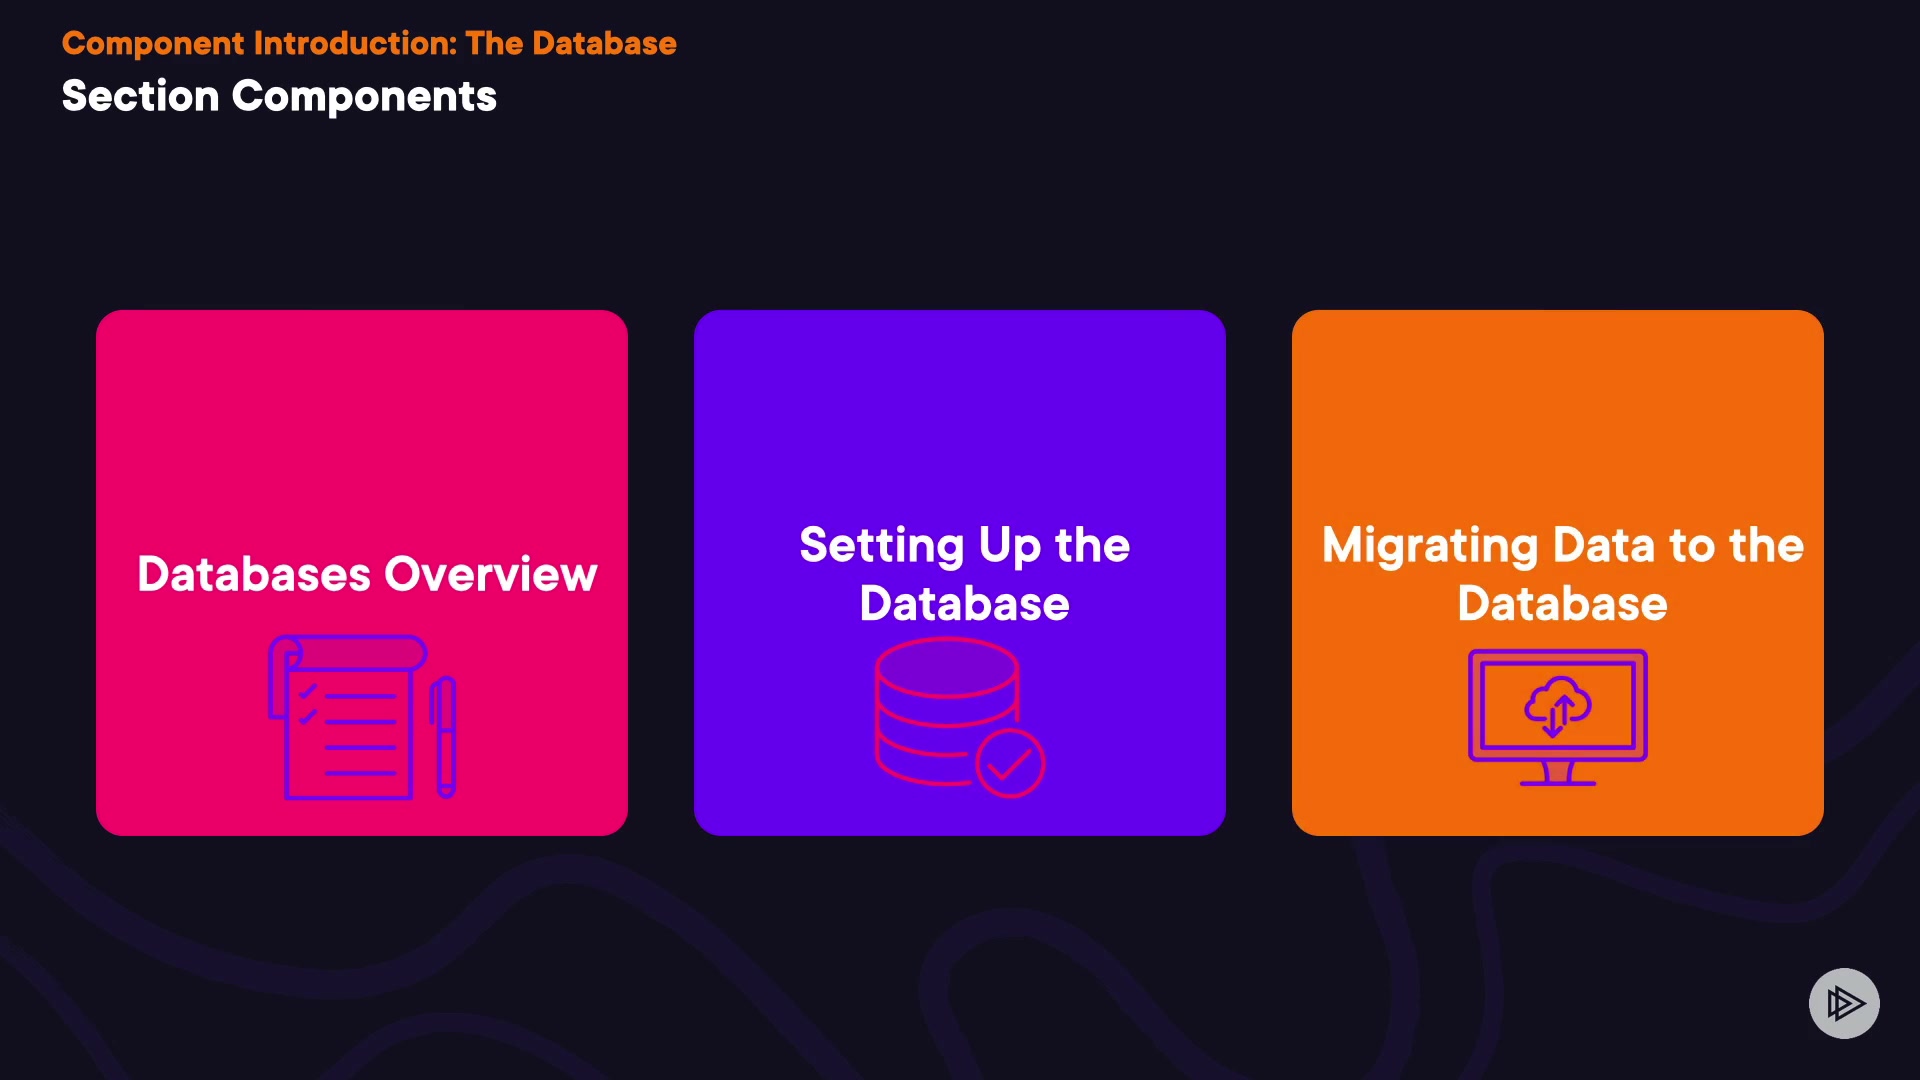 Component Introduction: The Database
Section Components
Databases Overview
Setting Up the
Database
Migrating Data to the
Database